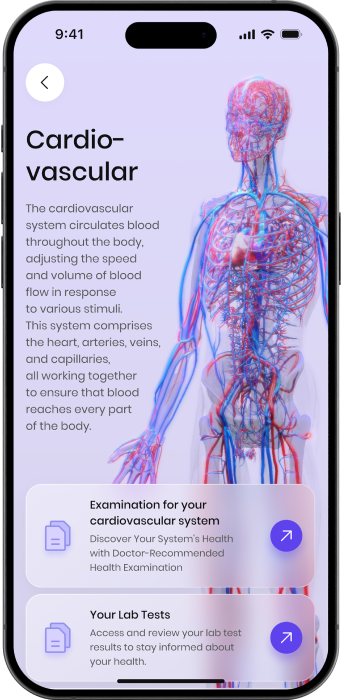 9:41
Cardio-
vascular
The cardiovascular
system circulates blood
throughout the body,
adjusting the speed
and volume of blood
flow in response
to various stimuli.
This system comprises
the heart, arteries, veins,
and capillaries,
all working together
to ensure that blood
reaches every part
of the body.
Examination for your
cardiovascular system
Discover Your System's Health
with Doctor-Recommended
Health Examination
Your Lab Tests
Access and review your lab test
results to stay informed about
your health.